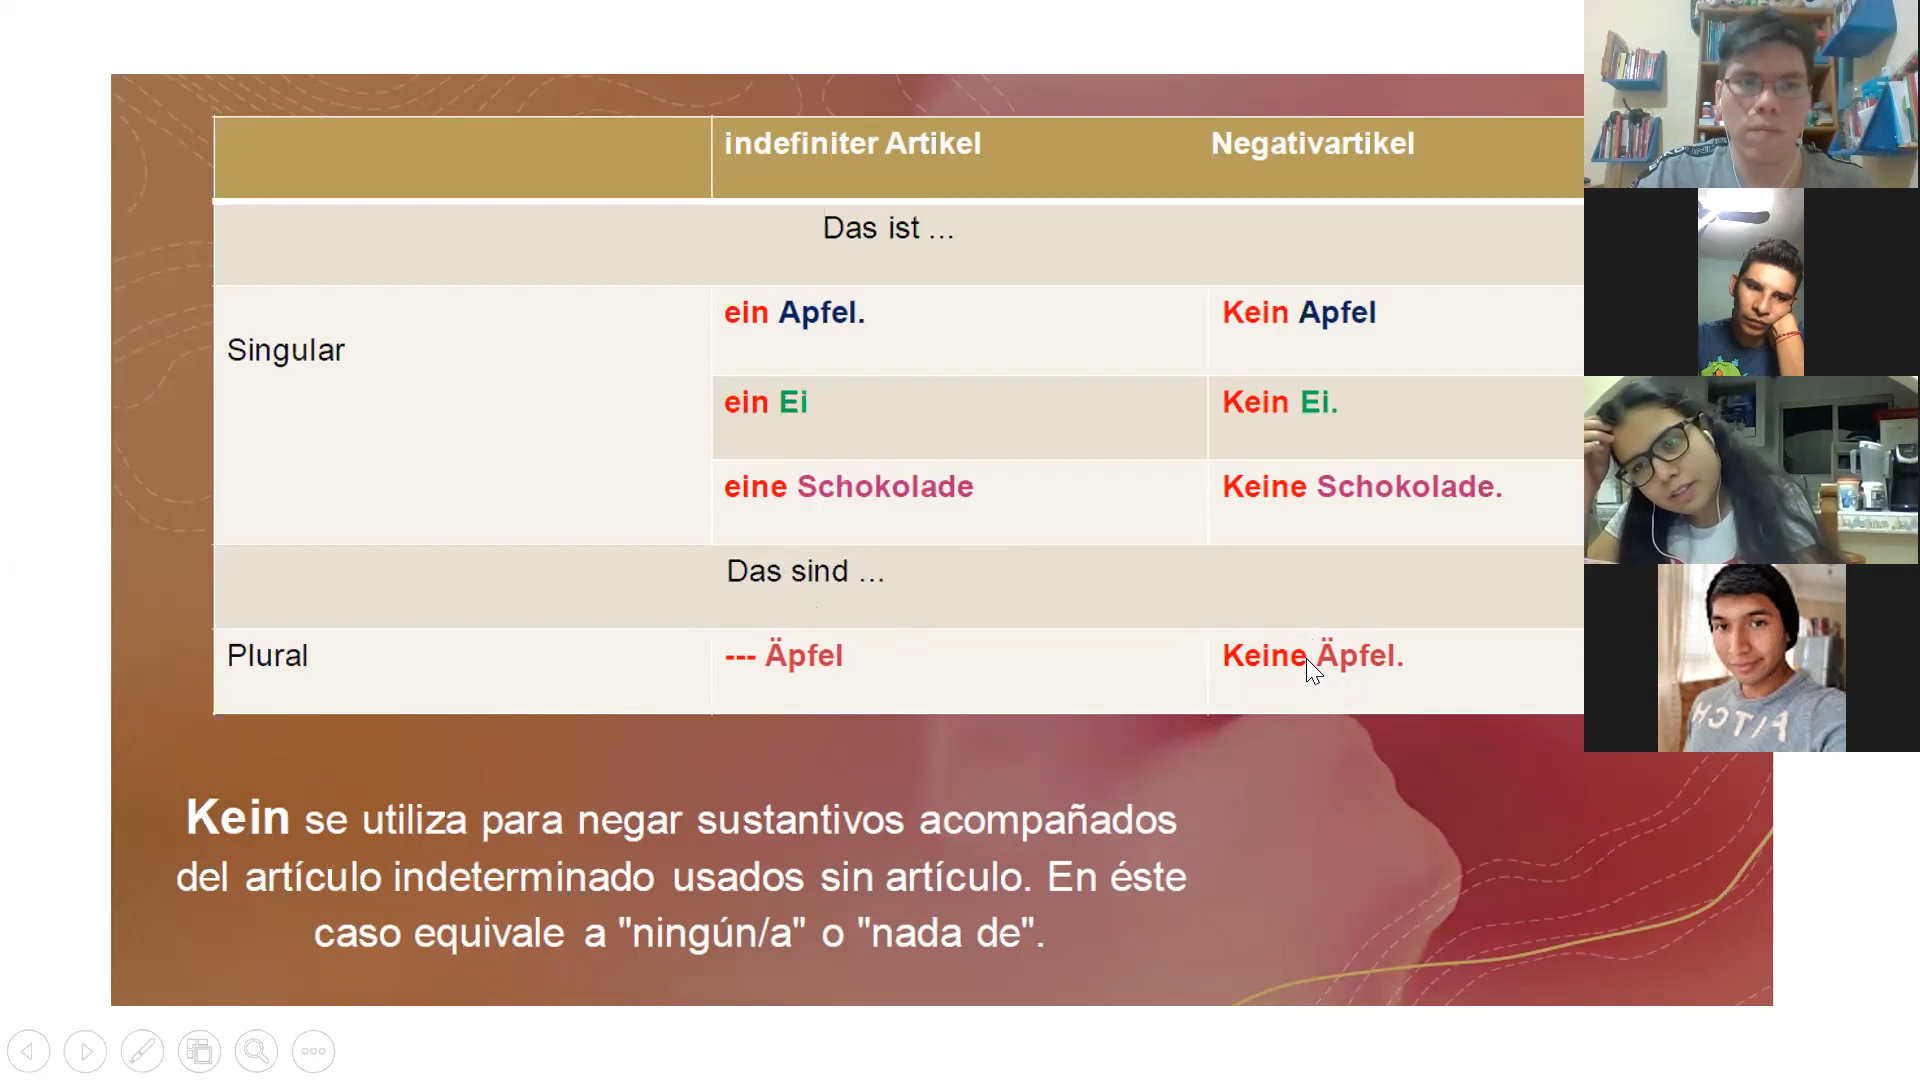 indefiniter Artikel Negativartikel
Das ist ...
Singular
ein Apfel. Kein Apfel
ein Ei Kein Ei.
eine Schokolade Keine Schokolade.
Das sind ...
Plural --- Äpfel Keine Äpfel.
Kein se utiliza para negar sustantivos acompañados
del artículo indeterminado usados sin artículo. En éste
caso equivale a "ningún/a" o "nada de".